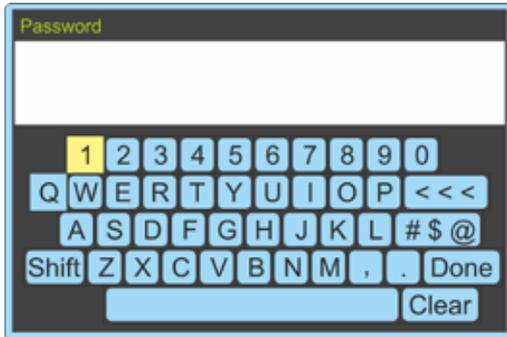 Password
1 2 3 4 5 6 7 8 9 0
Q W E R T Y U I O P <<<
A S D F G H J K L #$@
Shift Z X C V B N M , . Done
Clear